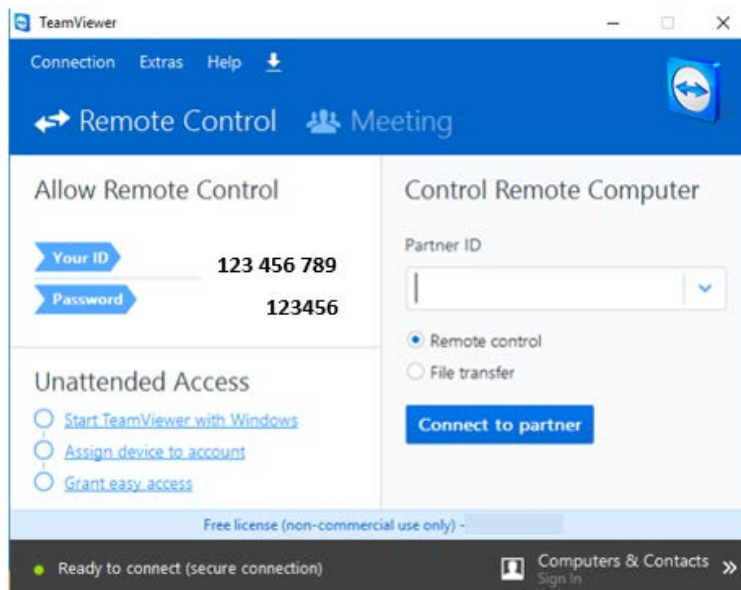 TeamViewer
Connection Extras Help
Remote Control Meeting
Allow Remote Control
Your ID 123 456 789
Password 123456
Unattended Access
Start TeamViewer with Windows
Assign device to account
Grant easy access
Control Remote Computer
Partner ID
Remote control
File transfer
Connect to partner
Free license (non-commercial use only) -
Ready to connect (secure connection)
Computers & Contacts
Sign In